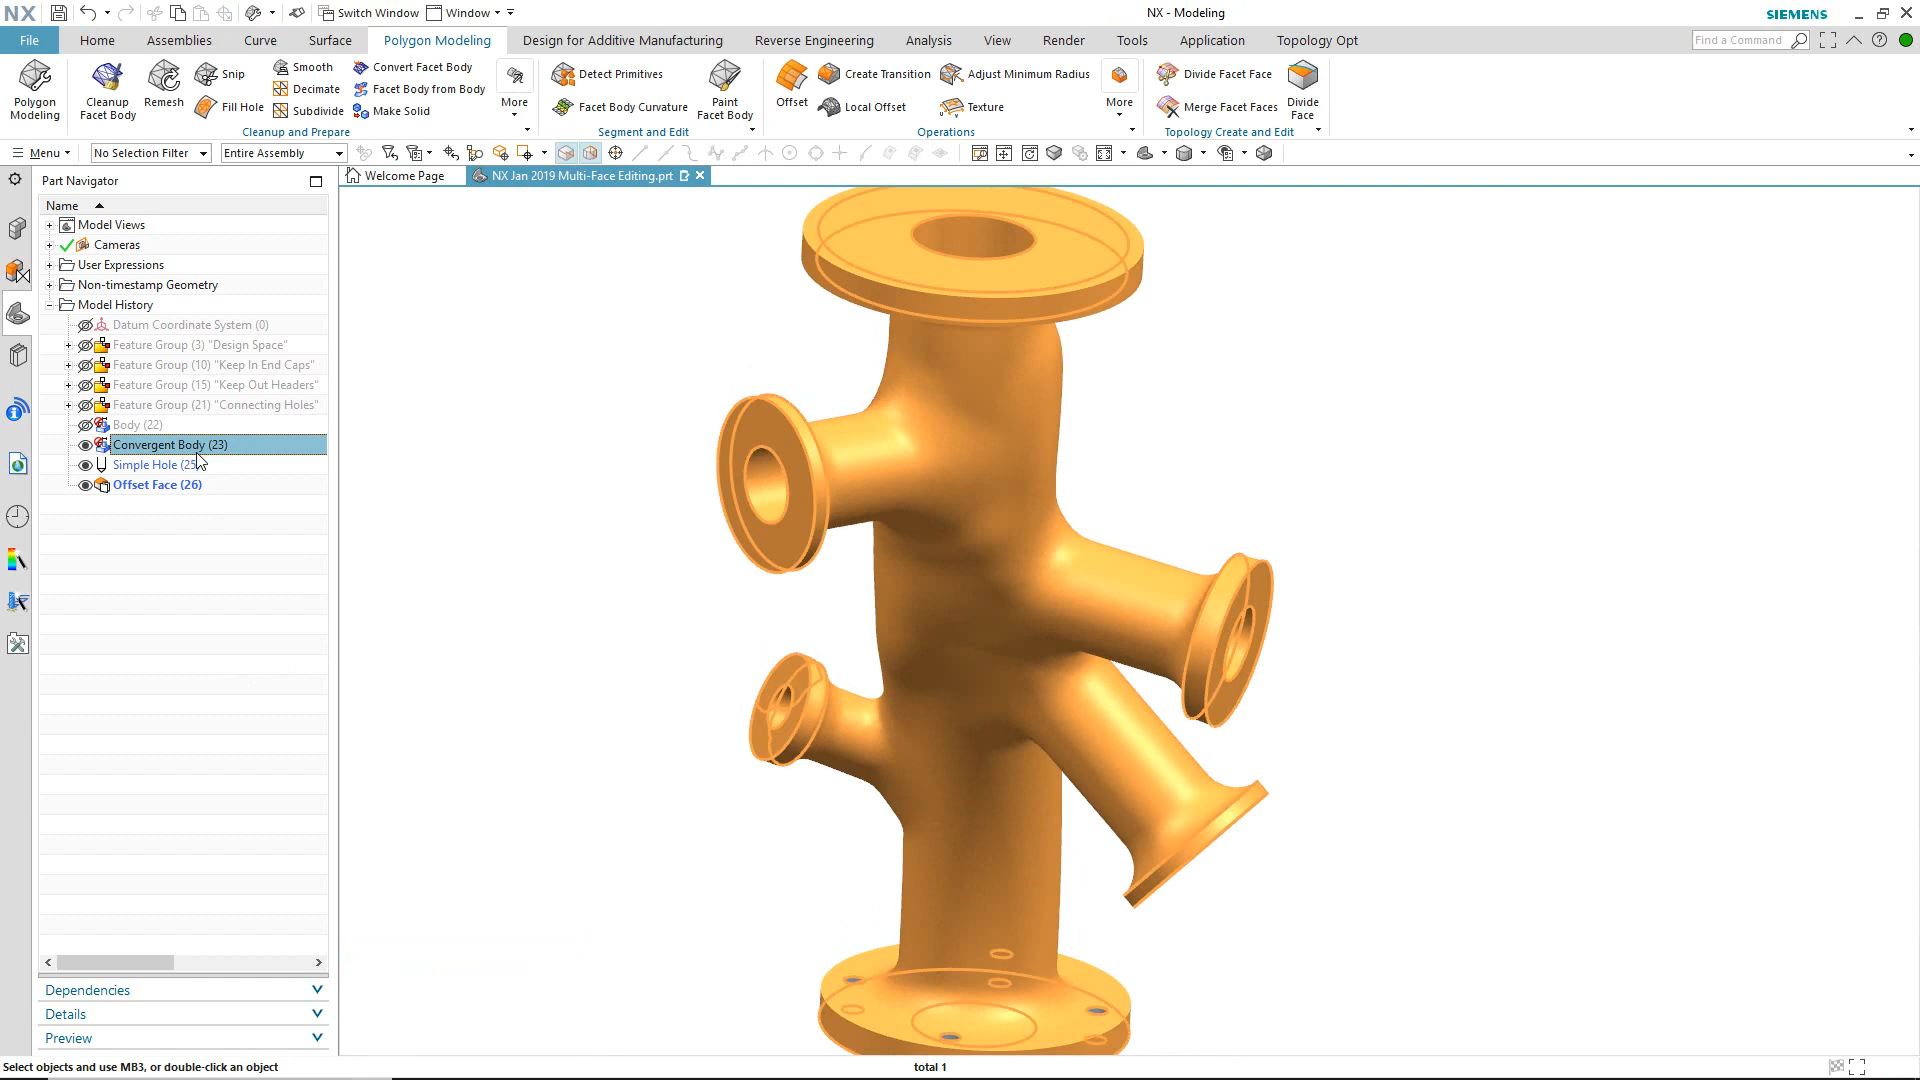 NX Switch Window Window NX - Modeling SIEMENS
File Home Assemblies Curve Surface Polygon Modeling Design for Additive Manufacturing Reverse Engineering Analysis View Render Tools Application Topology Opt Find a Command
Polygon Modeling
Cleanup Facet Body
Remesh
Snip
Fill Hole
Smooth
Decimate
Subdivide
Convert Facet Body
Facet Body from Body
Make Solid
More
Cleanup and Prepare
Detect Primitives
Facet Body Curvature
Paint Facet Body
Segment and Edit
Offset
Create Transition
Local Offset
Adjust Minimum Radius
Texture
More
Operations
Divide Facet Face
Merge Facet Faces
Divide Face
Topology Create and Edit
Menu No Selection Filter Entire Assembly
Part Navigator
Welcome Page NX Jan 2019 Multi-Face Editing.prt
Name
Model Views
Cameras
User Expressions
Non-timestamp Geometry
Model History
Datum Coordinate System (0)
Feature Group (3) "Design Space"
Feature Group (10) "Keep In End Caps"
Feature Group (15) "Keep Out Headers"
Feature Group (21) "Connecting Holes"
Body (22)
Convergent Body (23)
Simple Hole (25
Offset Face (26)
Dependencies
Details
Preview
Select objects and use MB3, or double-click an object total 1